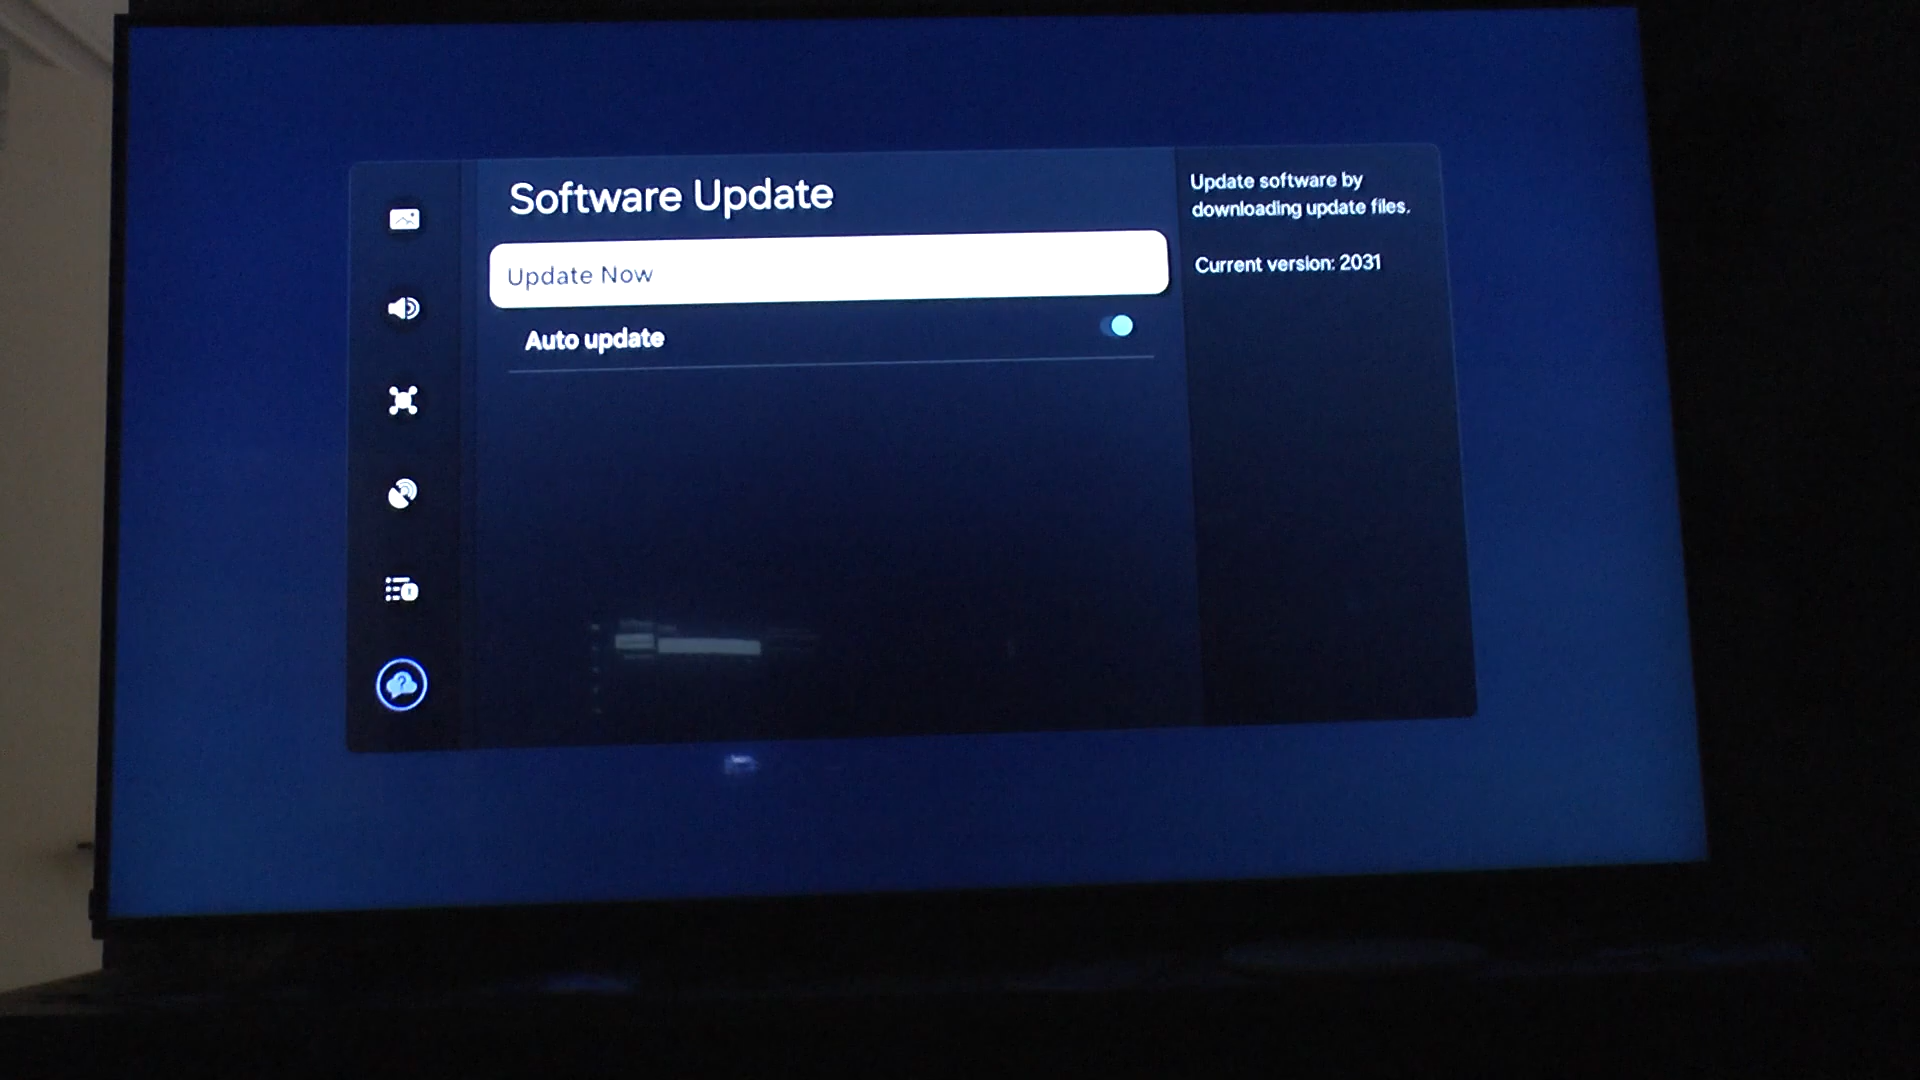 Software Update
Update Now
Auto update
Update software by
downloading update files.
Current version: 2031